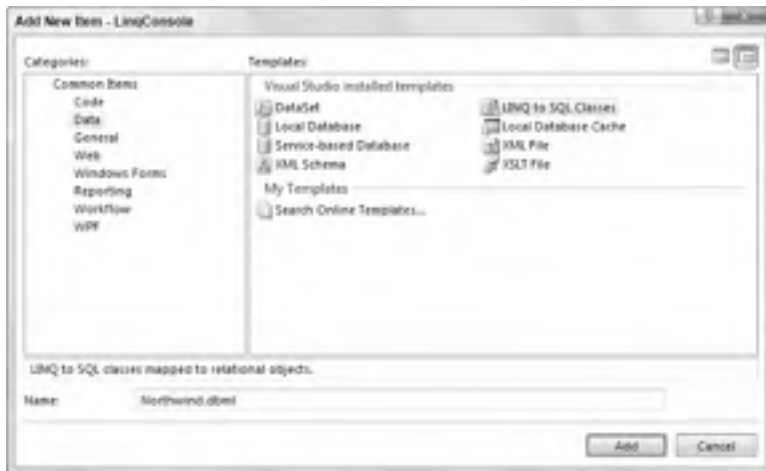 Add New Item - LinqConsole
Categories:
Templates:
Common Items
Code
Data
General
Web
Windows Forms
Reporting
Workflow
WPF
Visual Studio installed templates
DataSet
LINQ to SQL Classes
Local Database
Local Database Cache
Service-based Database
XML File
XML Schema
XSLT File
My Templates
Search Online Templates...
LINQ to SQL classes mapped to relational objects.
Name:
Northwind.dbml
Add
Cancel